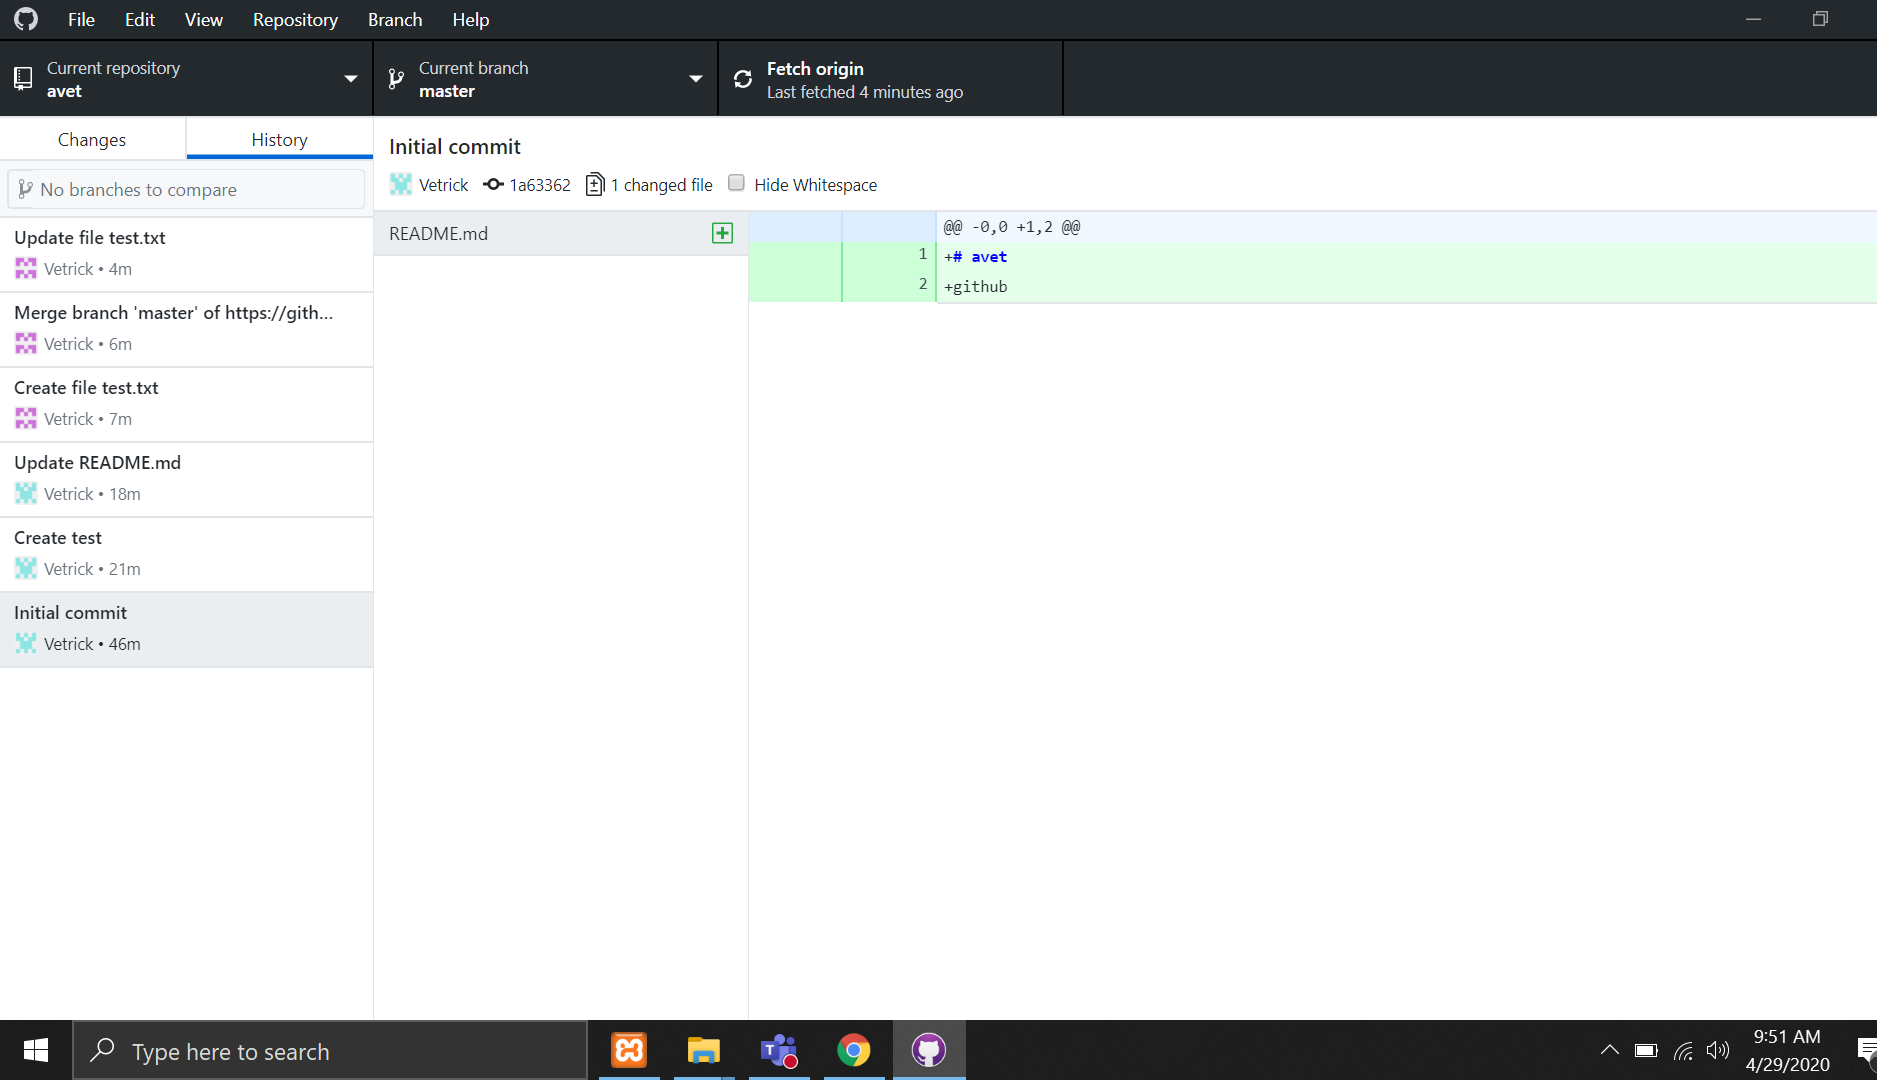 File Edit View Repository Branch Help
Current repository
avet
Current branch
master
Fetch origin
Last fetched 4 minutes ago
Changes
History
No branches to compare
Update file test.txt
Vetrick • 4m
Merge branch 'master' of https://gith...
Vetrick • 6m
Create file test.txt
Vetrick • 7m
Update README.md
Vetrick • 18m
Create test
Vetrick • 21m
Initial commit
Vetrick • 46m
Initial commit
Vetrick 1a63362 1 changed file Hide Whitespace
README.md
@@ -0,0 +1,2 @@
1 +# avet
2 +github
Type here to search
9:51 AM
4/29/2020